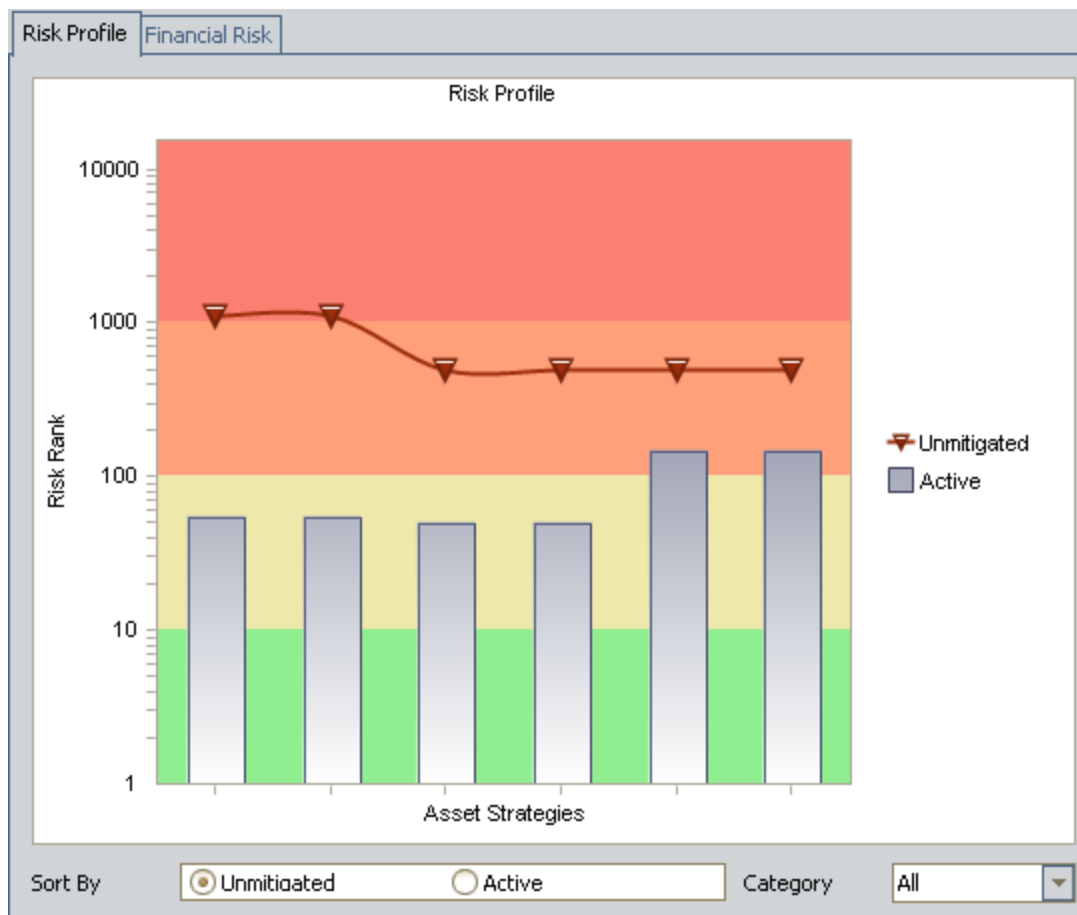 Risk Profile
Financial Risk
Risk Profile
10000
1000
100
10
1
Risk Rank
Asset Strategies
Unmitigated
Active
Sort By
Unmitigated
Active
Category
All